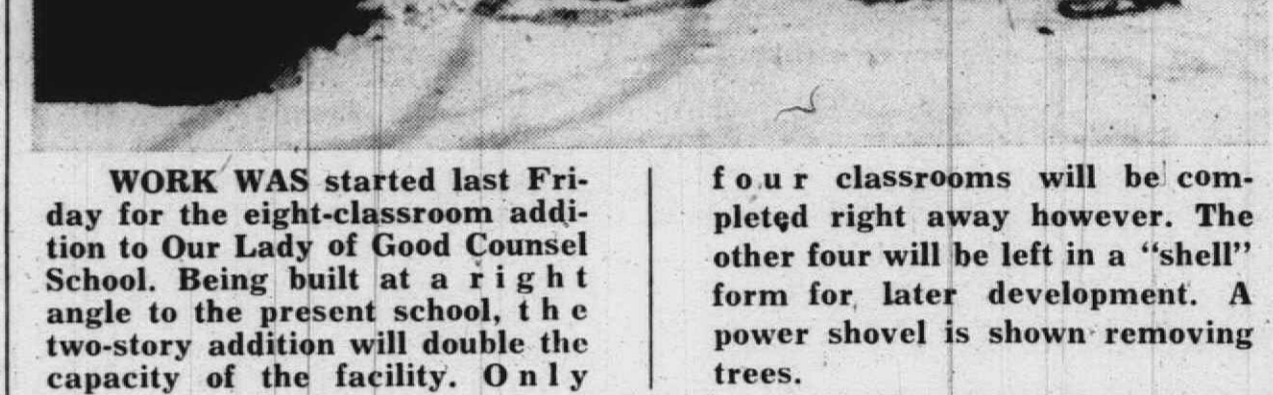 WORK WAS started last Fri-
day for the eight-classroom addi-
tion to Our Lady of Good Counsel
School. Being built at a right
angle to the present school, the
two-story addition will double the
capacity of the facility. Only
four classrooms will be com-
pleted right away however. The
other four will be left in a “shell”
form for later development. A
power shovel is shown removing
trees.